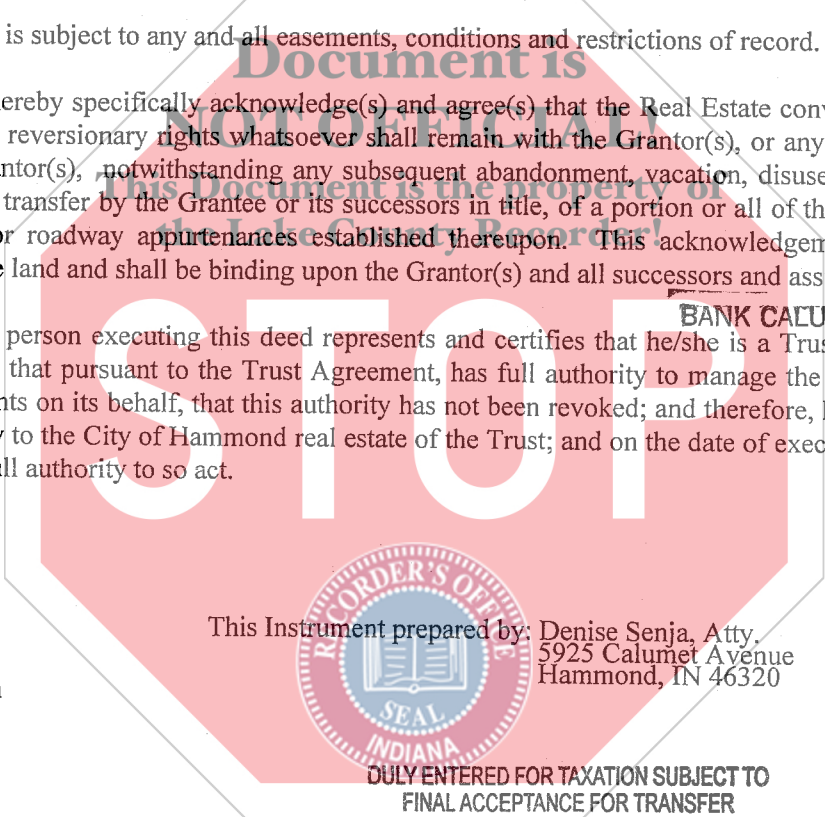 is subject to any and all easements, conditions and restrictions of record.
Document is
ereby specifically acknowledge(s) and agree(s) that the Real Estate conv
NOT OFFICIAL!
reversionary rights whatsoever shall remain with the Grantor(s), or any
ntor(s), notwithstanding any subsequent abandonment, vacation, disuse
This Document is the property of
transfer by the Grantee or its successors in title, of a portion or all of th
the Lake County Recorder!
or roadway appurtenances established thereupon. This acknowledgem
e land and shall be binding upon the Grantor(s) and all successors and ass
BANK CALU
person executing this deed represents and certifies that he/she is a Trus
that pursuant to the Trust Agreement, has full authority to manage the
nts on its behalf, that this authority has not been revoked; and therefore,
y to the City of Hammond real estate of the Trust; and on the date of exec
ll authority to so act.
STOP
RECORDER'S OFFICE
This Instrument prepared by: Denise Senja, Atty.
5925 Calumet Avenue
Hammond, IN 46320
SEAL
INDIANA
DULY ENTERED FOR TAXATION SUBJECT TO
FINAL ACCEPTANCE FOR TRANSFER